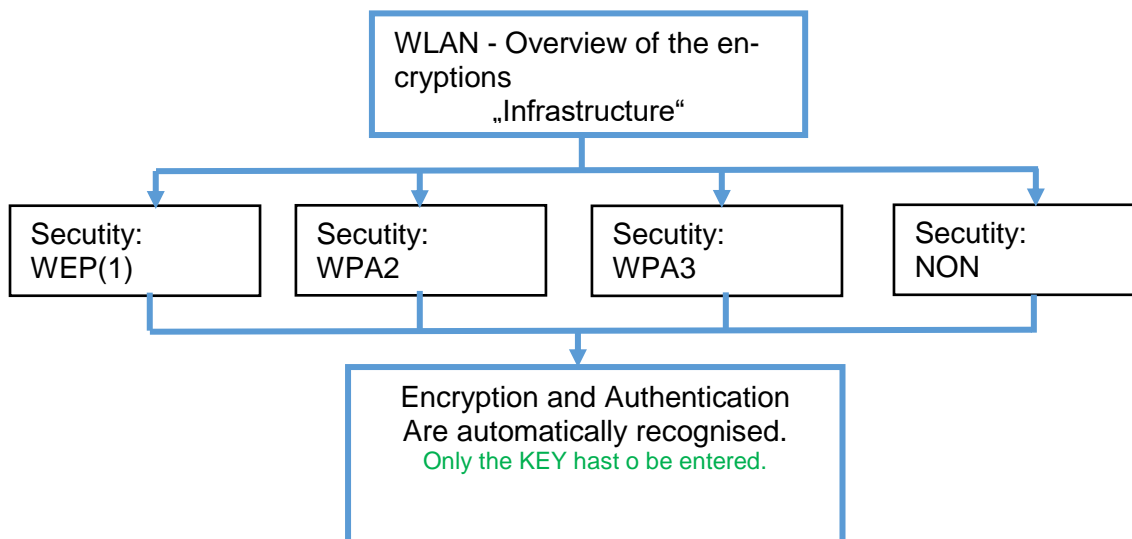 WLAN - Overview of the en-
cryptions
„Infrastructure“
Secutity:
WEP(1)
Secutity:
WPA2
Secutity:
WPA3
Secutity:
NON
Encryption and Authentication
Are automatically recognised.
Only the KEY hast o be entered.